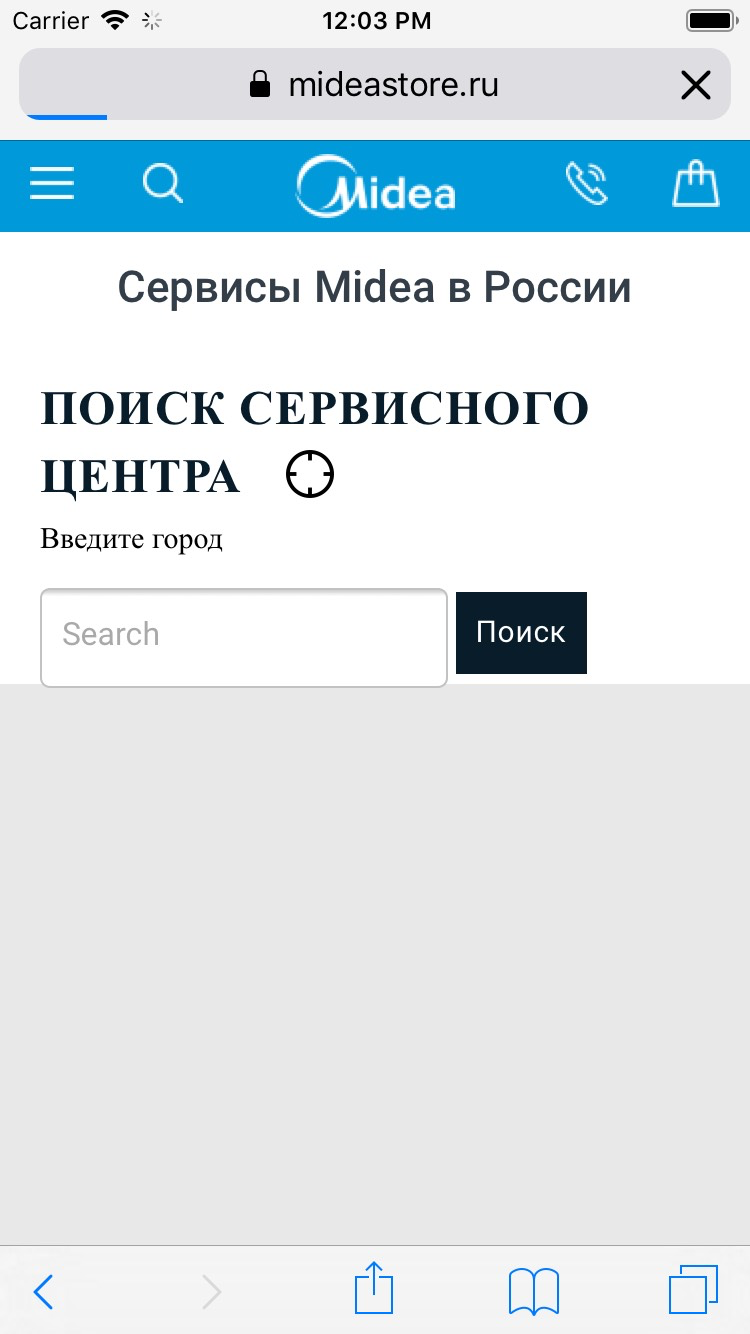 Carrier 12:03 PM
mideastore.ru
Midea
Сервисы Midea в России
ПОИСК СЕРВИСНОГО
ЦЕНТРА
Введите город
Search Поиск